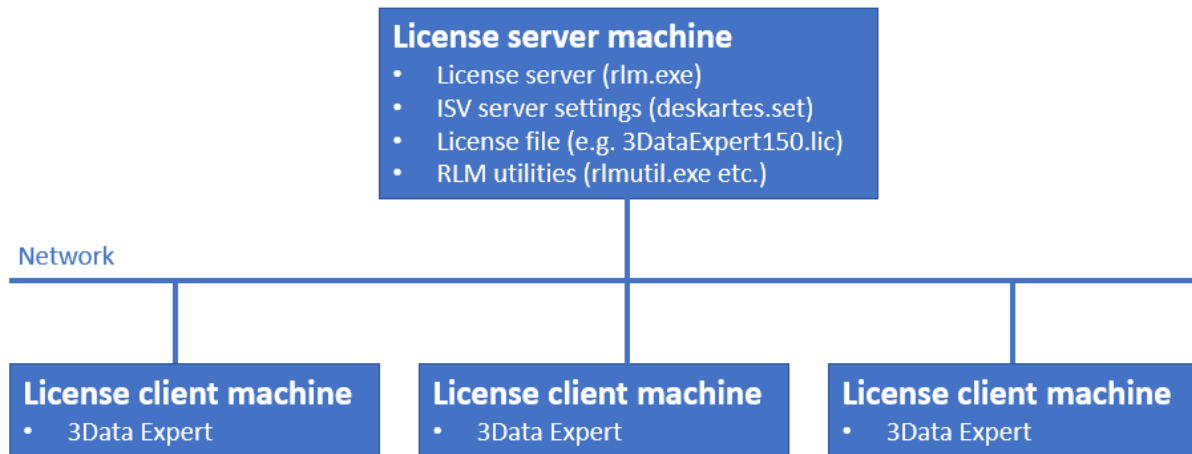 License server machine
• License server (rlm.exe)
• ISV server settings (deskartes.set)
• License file (e.g. 3DataExpert150.lic)
• RLM utilities (rlmutil.exe etc.)
Network
License client machine
• 3Data Expert
License client machine
• 3Data Expert
License client machine
• 3Data Expert